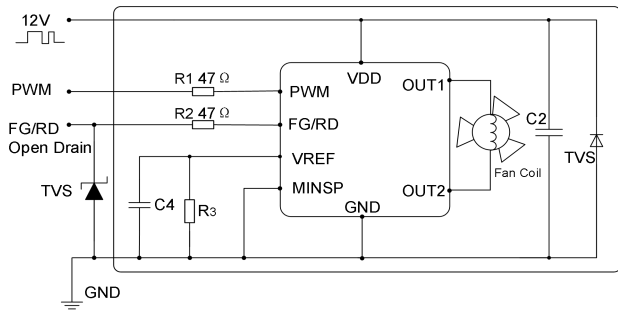 12V
PWM
FG/RD
Open Drain
TVS
GND
R1 47 Ω
R2 47 Ω
C4
R3
VDD
PWM
FG/RD
VREF
MINSP
GND
OUT1
OUT2
Fan Coil
C2
TVS